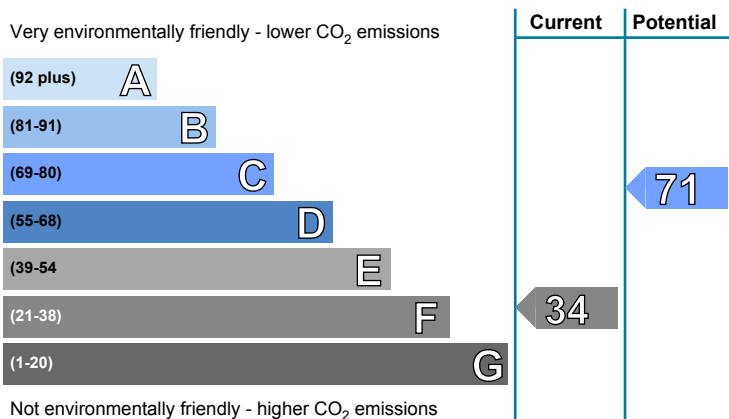 Very environmentally friendly - lower CO₂ emissions
Current
Potential
(92 plus) A
(81-91) B
(69-80) C
71
(55-68) D
(39-54 E
(21-38) F
34
(1-20) G
Not environmentally friendly - higher CO₂ emissions